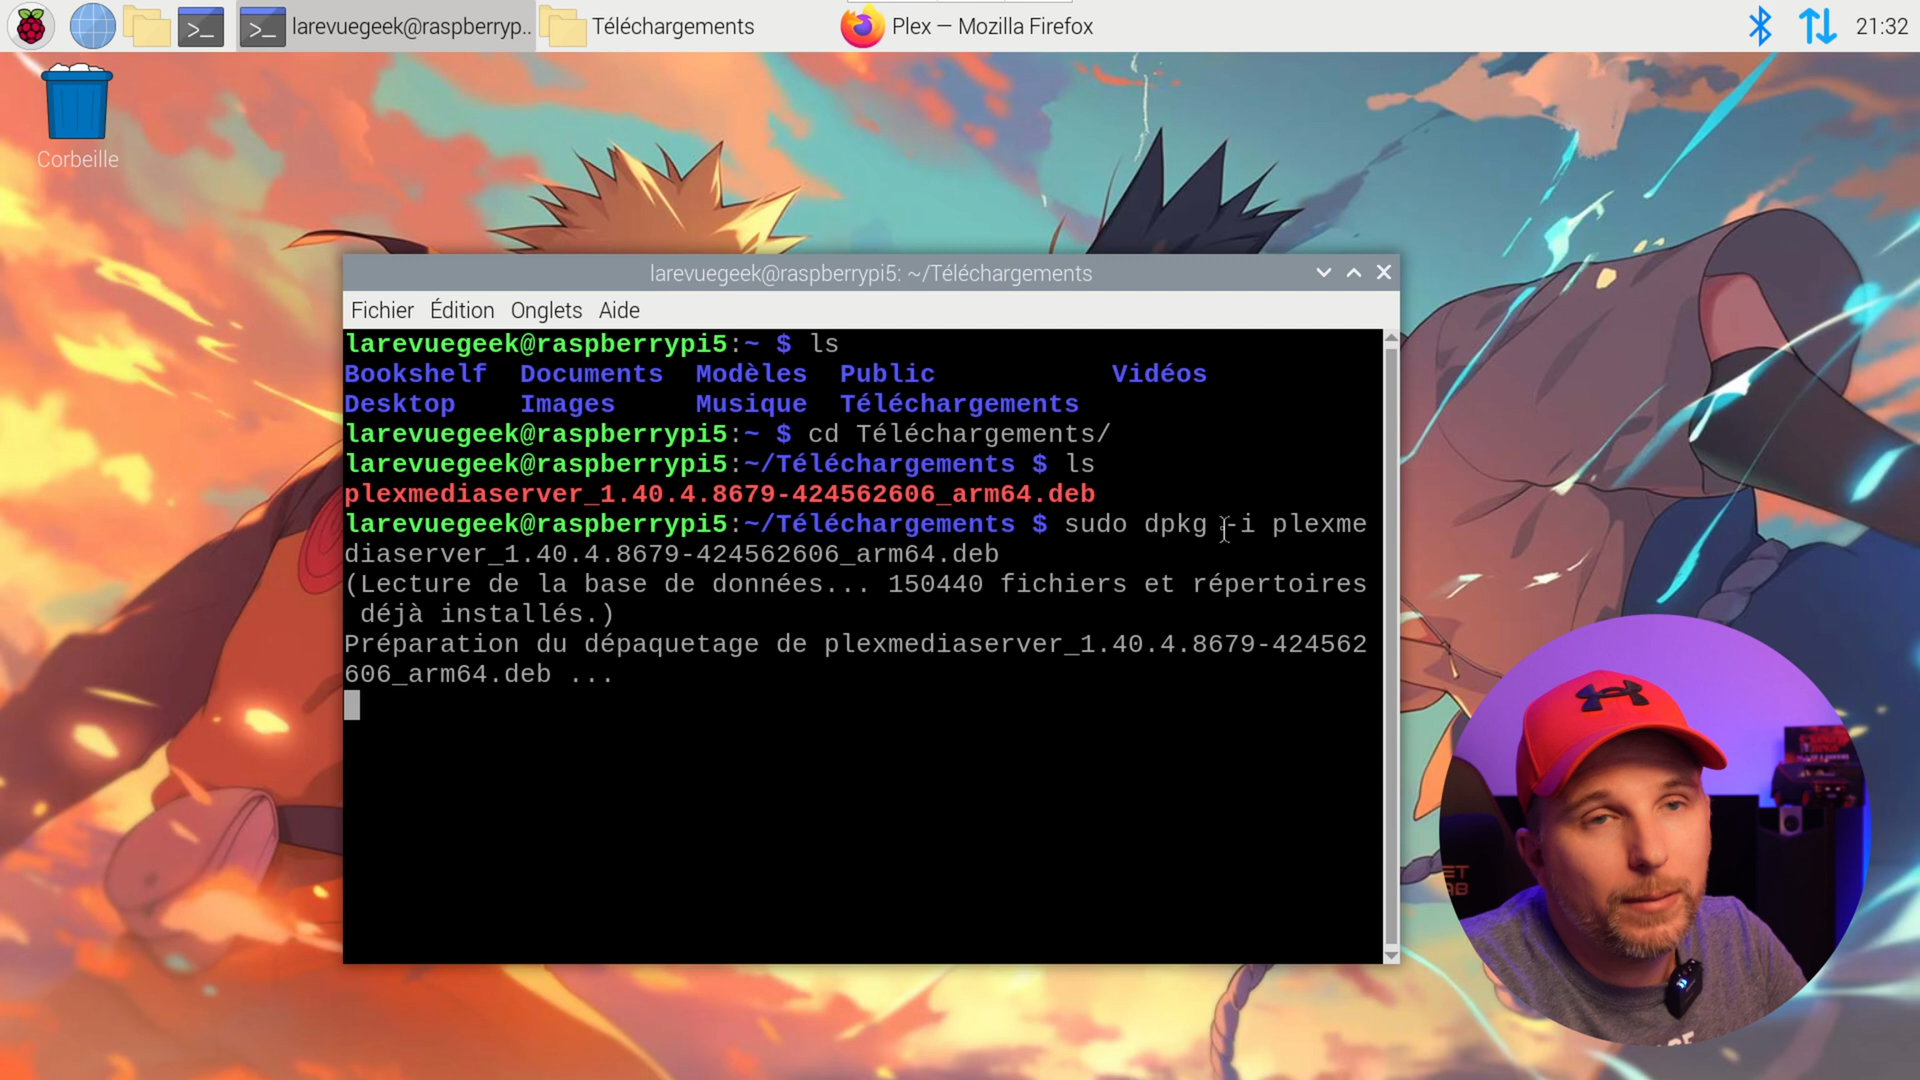 larevuegeek@raspberryp..
Téléchargements
Plex — Mozilla Firefox
21:32
Corbeille
larevuegeek@raspberrypi5: ~/Téléchargements
Fichier Édition Onglets Aide
larevuegeek@raspberrypi5:~ $ ls
Bookshelf Documents Modèles Public Vidéos
Desktop Images Musique Téléchargements
larevuegeek@raspberrypi5:~ $ cd Téléchargements/
larevuegeek@raspberrypi5:~/Téléchargements $ ls
plexmediaserver_1.40.4.8679-424562606_arm64.deb
larevuegeek@raspberrypi5:~/Téléchargements $ sudo dpkg -i plexme
diaserver_1.40.4.8679-424562606_arm64.deb
(Lecture de la base de données... 150440 fichiers et répertoires
déjà installés.)
Préparation du dépaquetage de plexmediaserver_1.40.4.8679-424562
606_arm64.deb ...